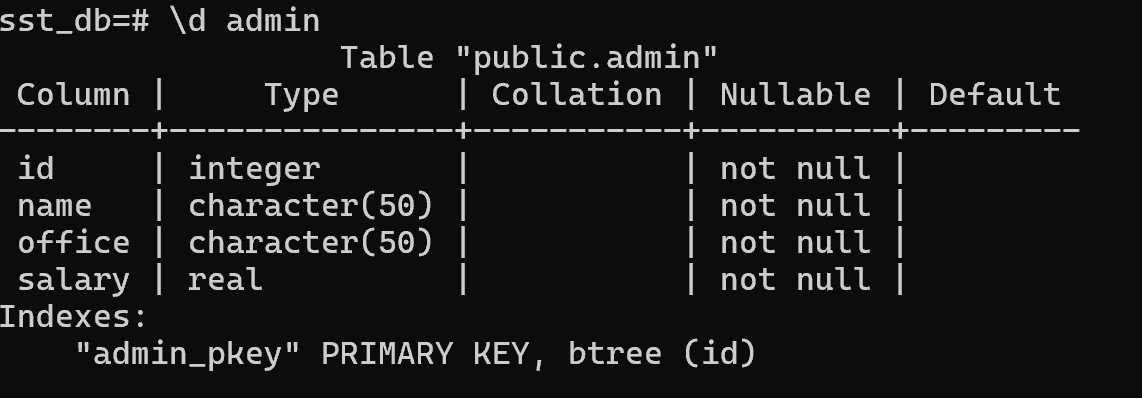 sst_db=# \d admin
                  Table "public.admin"
 Column |     Type      | Collation | Nullable | Default
--------+---------------+-----------+----------+---------
 id     | integer       |           | not null |
 name   | character(50) |           | not null |
 office | character(50) |           | not null |
 salary | real          |           | not null |
Indexes:
    "admin_pkey" PRIMARY KEY, btree (id)